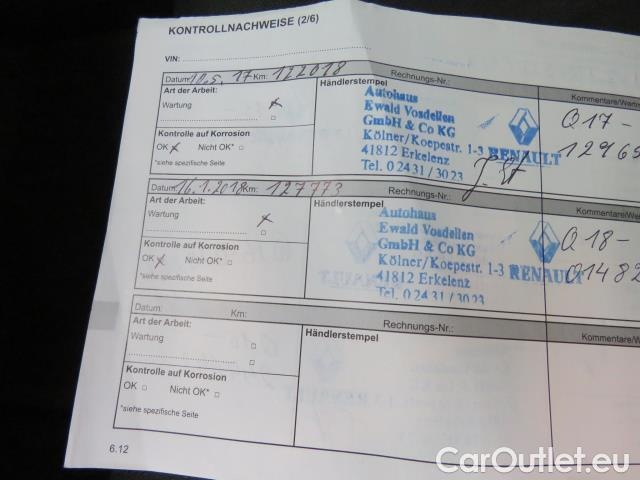 KONTROLLNACHWEISE (2/6)
VIN:
Datum: 10.5.17 Km: 122018 Rechnungs-Nr.:
Art der Arbeit: Händlerstempel
Wartung x
Kontrolle auf Korrosion
OK x Nicht OK*
*siehe spezifische Seite
Autohaus
Ewald Vosdellen
GmbH & Co KG
Kölner/Koepestr. 1-3
41812 Erkelenz
Tel. 0 24 31 / 30 23
RENAULT
Q17-
12965
Datum: 16.1.2018 Km: 127773 Rechnungs-Nr.:
Art der Arbeit: Händlerstempel
Wartung x
Kontrolle auf Korrosion
OK x Nicht OK*
*siehe spezifische Seite
Autohaus
Ewald Vosdellen
GmbH & Co KG
Kölner/Koepestr. 1-3
41812 Erkelenz
Tel. 0 24 31 / 30 23
RENAULT
Q18-
01482
Datum: Km: Rechnungs-Nr.:
Art der Arbeit: Händlerstempel
Wartung
Kontrolle auf Korrosion
OK Nicht OK*
*siehe spezifische Seite
6.12
CarOutlet.eu